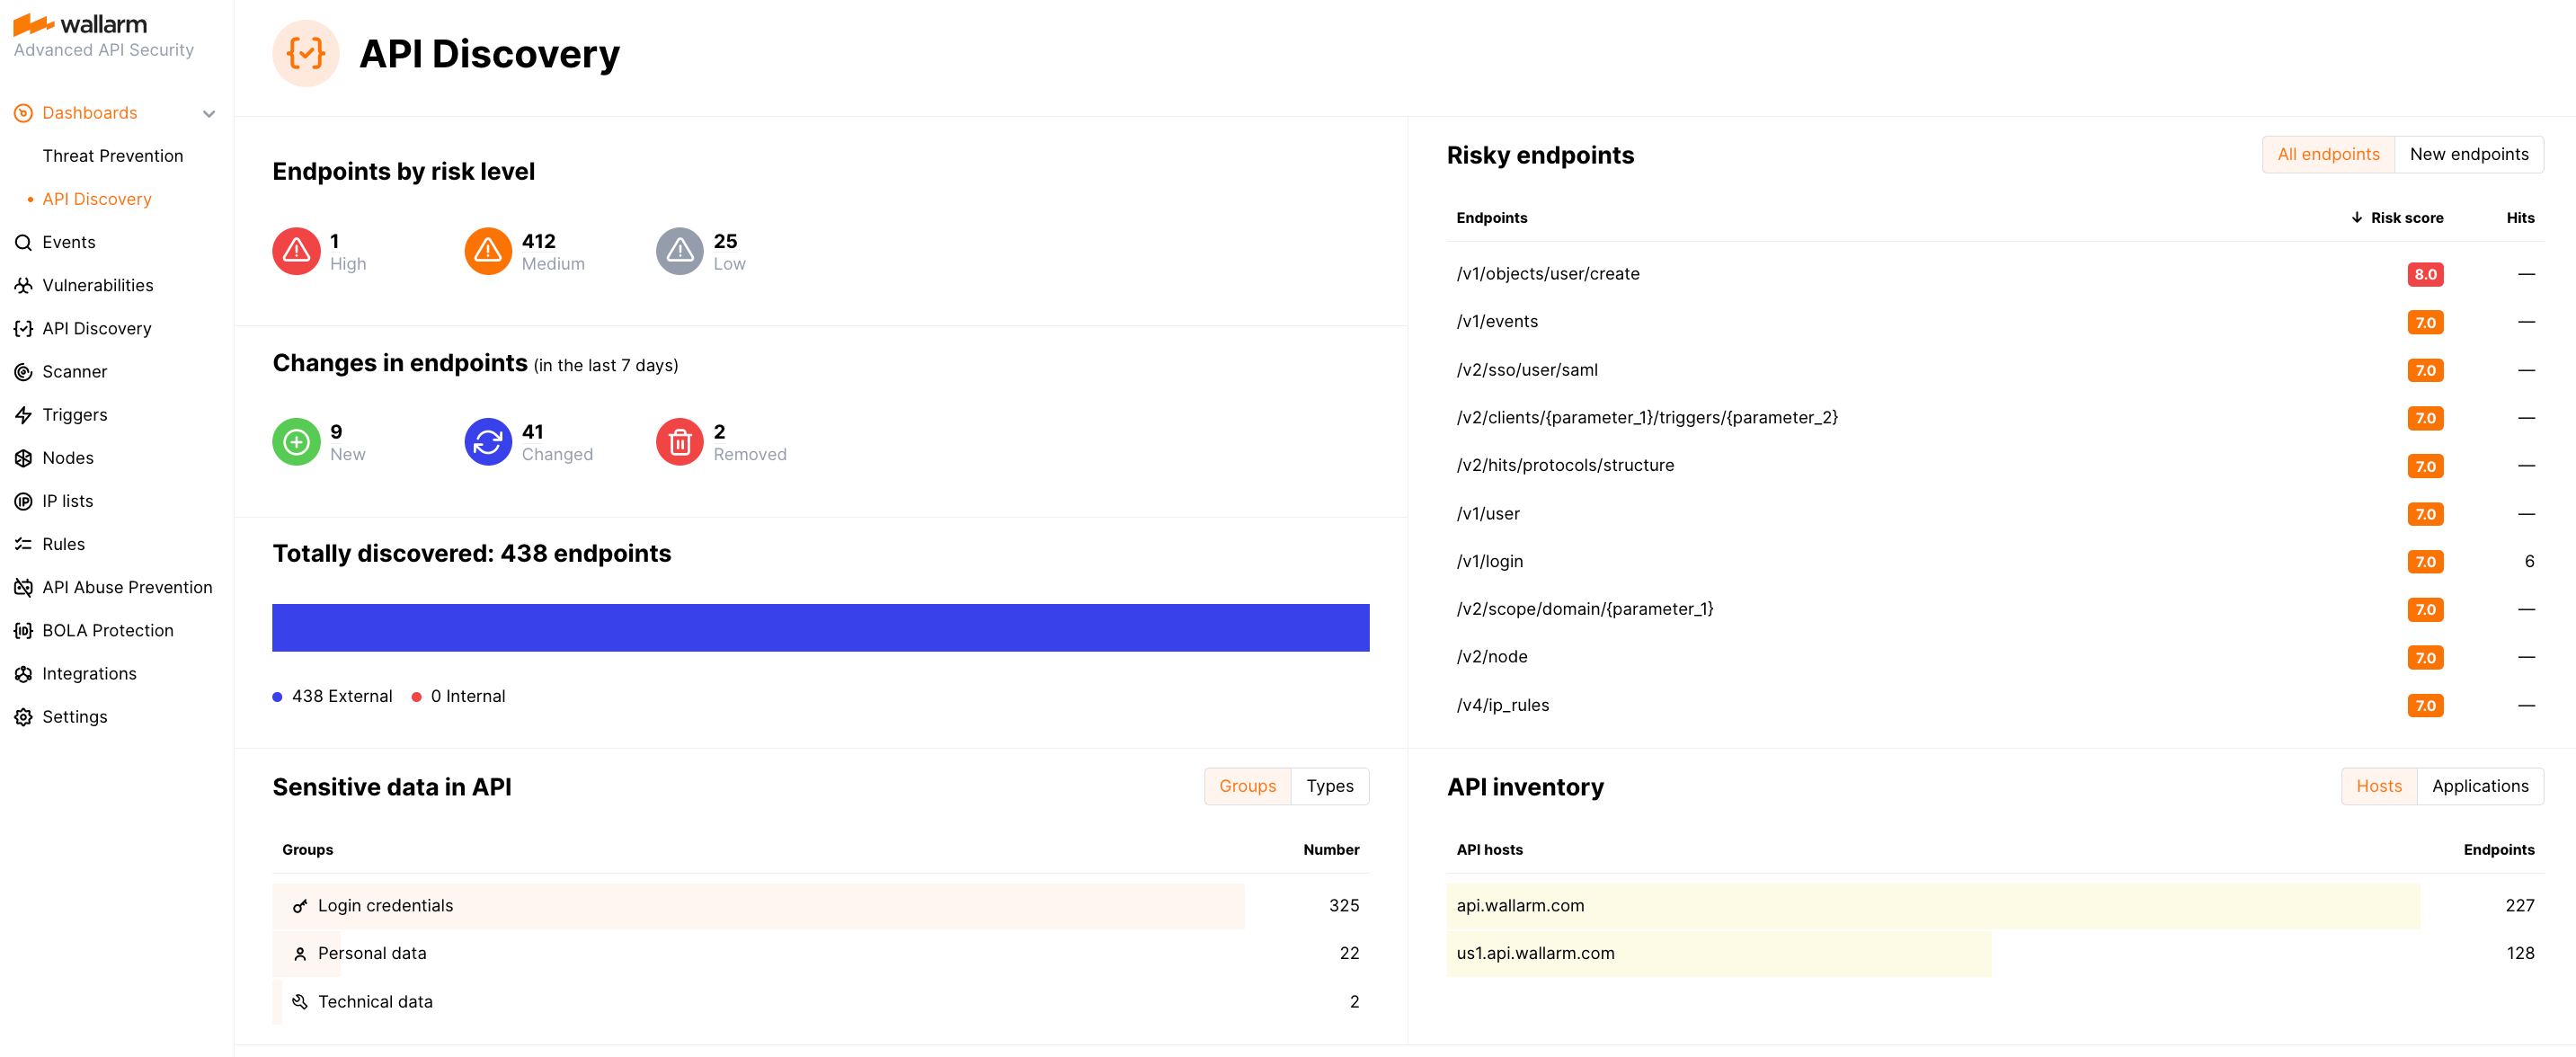 wallarm
Advanced API Security
Dashboards
Threat Prevention
API Discovery
Events
Vulnerabilities
API Discovery
Scanner
Triggers
Nodes
IP lists
Rules
API Abuse Prevention
BOLA Protection
Integrations
Settings
API Discovery
Endpoints by risk level
1
High
412
Medium
25
Low
Changes in endpoints (in the last 7 days)
9
New
41
Changed
2
Removed
Totally discovered: 438 endpoints
438 External 0 Internal
Risky endpoints
All endpoints New endpoints
Endpoints Risk score Hits
/v1/objects/user/create 8.0 —
/v1/events 7.0 —
/v2/sso/user/saml 7.0 —
/v2/clients/{parameter_1}/triggers/{parameter_2} 7.0 —
/v2/hits/protocols/structure 7.0 —
/v1/user 7.0 —
/v1/login 7.0 6
/v2/scope/domain/{parameter_1} 7.0 —
/v2/node 7.0 —
/v4/ip_rules 7.0 —
Sensitive data in API
Groups Types
Groups Number
Login credentials 325
Personal data 22
Technical data 2
API inventory
Hosts Applications
API hosts Endpoints
api.wallarm.com 227
us1.api.wallarm.com 128